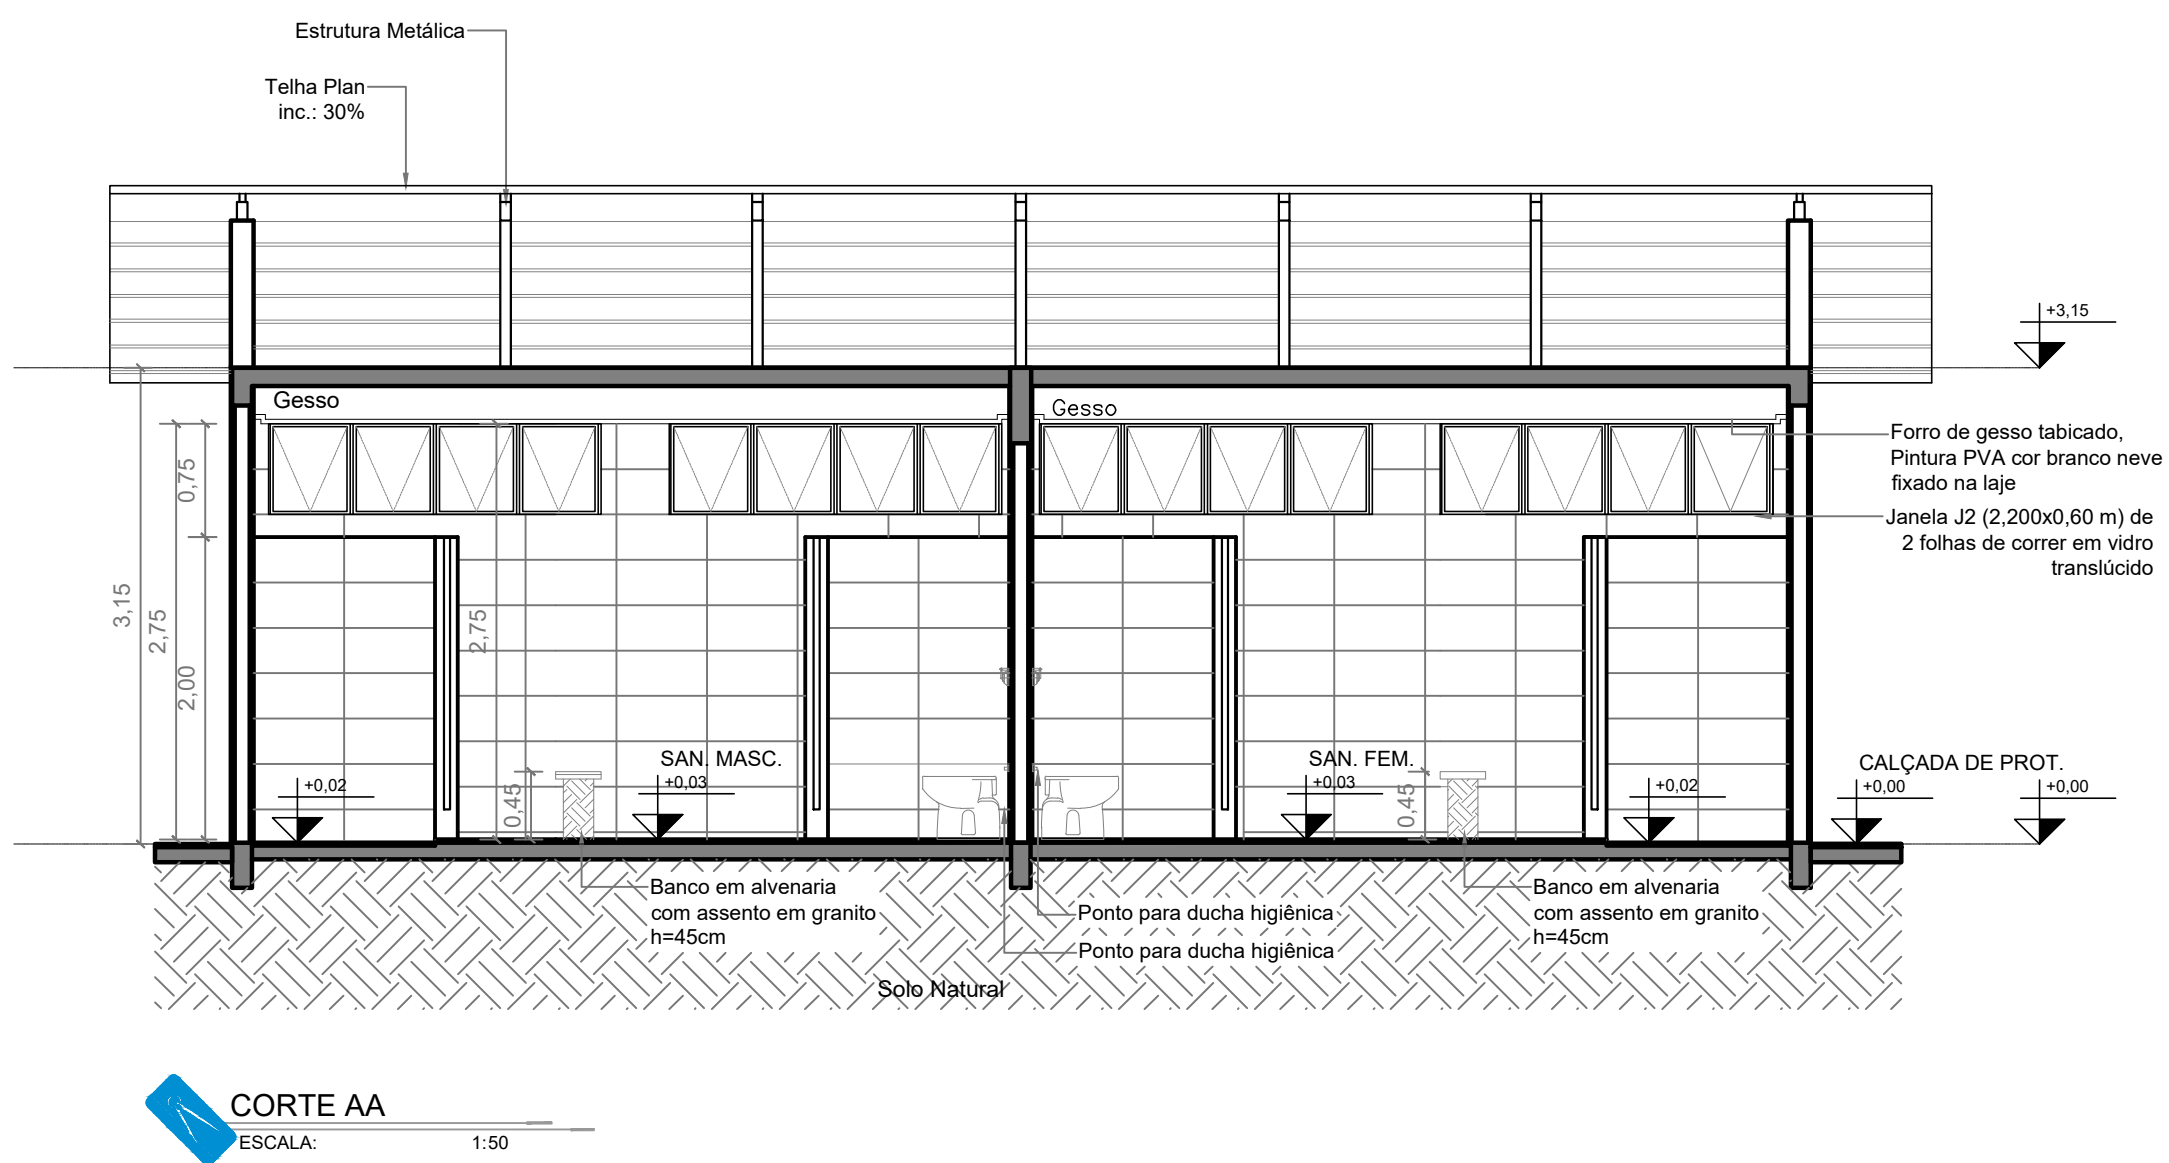 Estrutura Metálica
Telha Plan
inc.: 30%
+3,15
Gesso
Gesso
Forro de gesso tabicado,
Pintura PVA cor branco neve
fixado na laje
Janela J2 (2,200x0,60 m) de
2 folhas de correr em vidro
translúcido
0,75
3,15
2,75
2,00
2,75
SAN. MASC.
SAN. FEM.
CALÇADA DE PROT.
+0,02
+0,03
+0,03
+0,02
+0,00
+0,00
0,45
0,45
Banco em alvenaria
com assento em granito
h=45cm
Ponto para ducha higiênica
Ponto para ducha higiênica
Banco em alvenaria
com assento em granito
h=45cm
Solo Natural
CORTE AA
ESCALA: 1:50